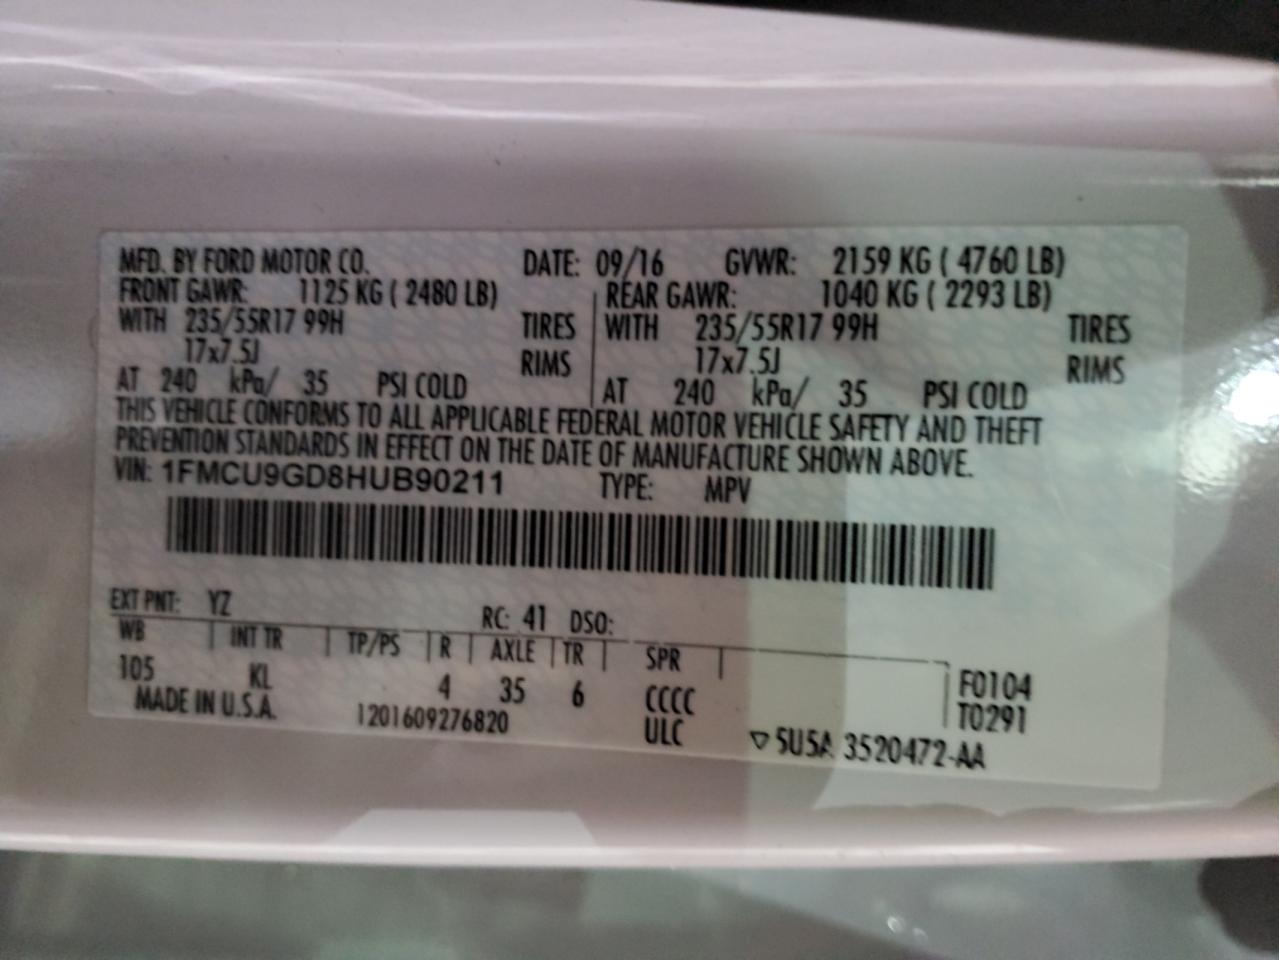 MFD. BY FORD MOTOR CO. DATE: 09/16 GVWR: 2159 KG ( 4760 LB)
FRONT GAWR: 1125 KG ( 2480 LB) REAR GAWR: 1040 KG ( 2293 LB)
WITH 235/55R17 99H TIRES WITH 235/55R17 99H TIRES
17x7.5J RIMS 17x7.5J RIMS
AT 240 kPa/ 35 PSI COLD AT 240 kPa/ 35 PSI COLD
THIS VEHICLE CONFORMS TO ALL APPLICABLE FEDERAL MOTOR VEHICLE SAFETY AND THEFT
PREVENTION STANDARDS IN EFFECT ON THE DATE OF MANUFACTURE SHOWN ABOVE.
VIN: 1FMCU9GD8HUB90211 TYPE: MPV
EXT PNT: YZ RC: 41 DSO:
WB INT TR TP/PS R AXLE TR SPR
105 KL 4 35 6 CCCC F0104
MADE IN U.S.A. 1201609276820 ULC T0291
▽ 5U5A 3520472-AA